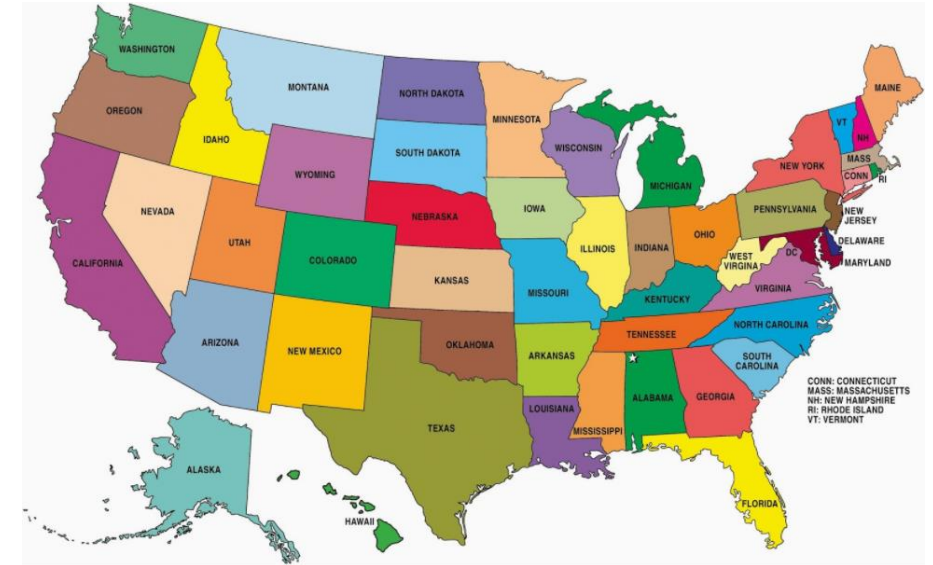 WASHINGTON
MONTANA
NORTH DAKOTA
MINNESOTA
MAINE
OREGON
IDAHO
SOUTH DAKOTA
WISCONSIN
VT
NH
WYOMING
MICHIGAN
NEW YORK
MASS
CONN
RI
NEVADA
NEBRASKA
IOWA
PENNSYLVANIA
NEW
JERSEY
CALIFORNIA
UTAH
COLORADO
KANSAS
ILLINOIS
INDIANA
OHIO
WEST
VIRGINA
DC
DELAWARE
MARYLAND
MISSOURI
KENTUCKY
VIRGINIA
ARIZONA
NEW MEXICO
OKLAHOMA
ARKANSAS
TENNESSEE
NORTH CAROLINA
SOUTH
CAROLINA
TEXAS
LOUISIANA
MISSISSIPPI
ALABAMA
GEORGIA
CONN: CONNECTICUT
MASS: MASSACHUSETTS
NH: NEW HAMPSHIRE
RI: RHODE ISLAND
VT: VERMONT
ALASKA
HAWAII
FLORIDA